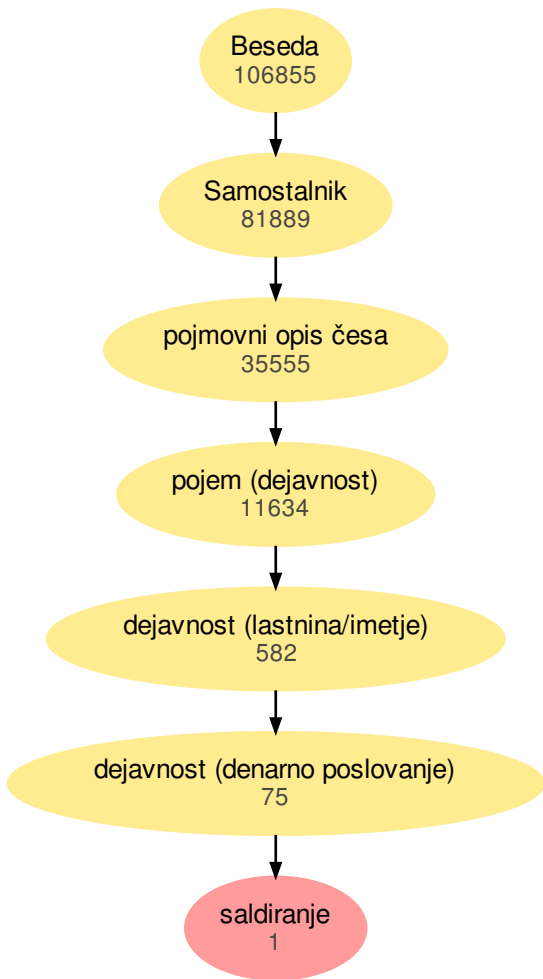 Beseda
106855
Samostalnik
81889
pojmovni opis česa
35555
pojem (dejavnost)
11634
dejavnost (lastnina/imetje)
582
dejavnost (denarno poslovanje)
75
saldiranje
1